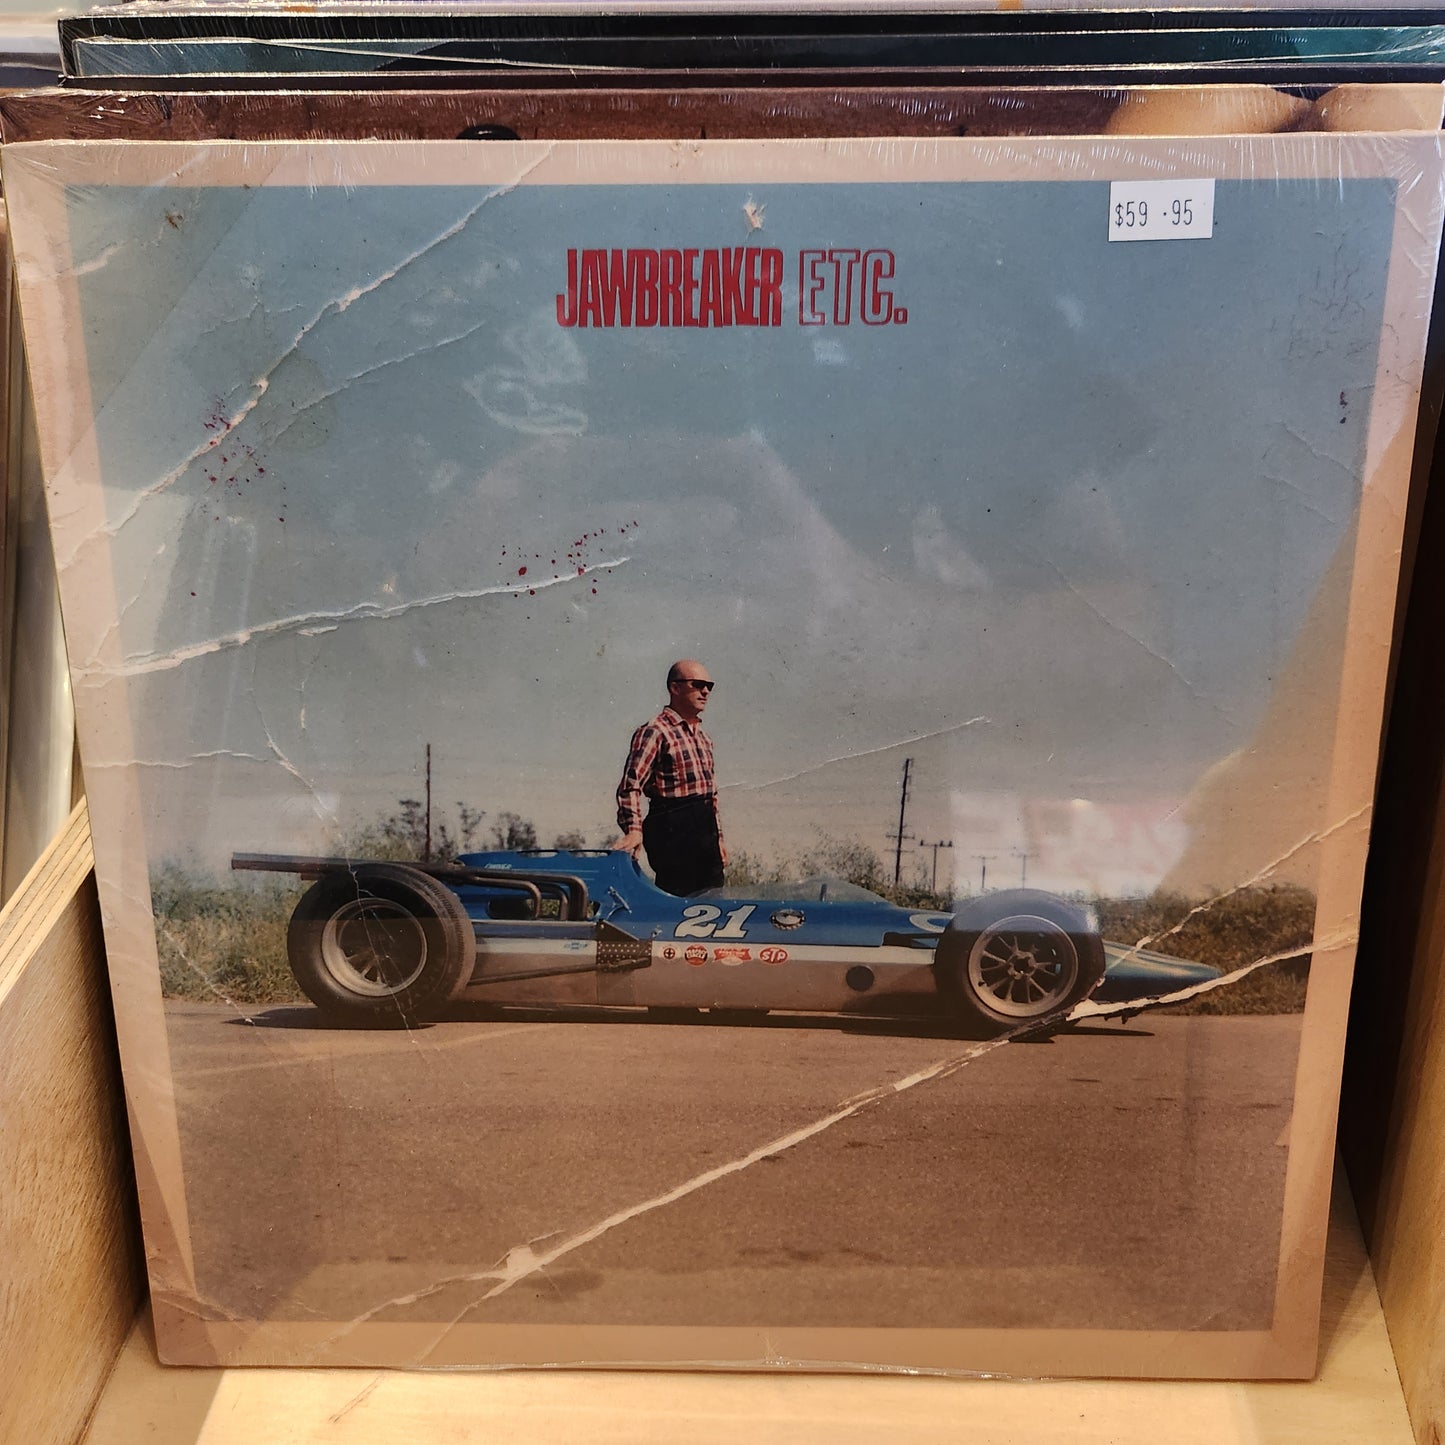 $59.95
JAWBREAKER ETC.
21
STP